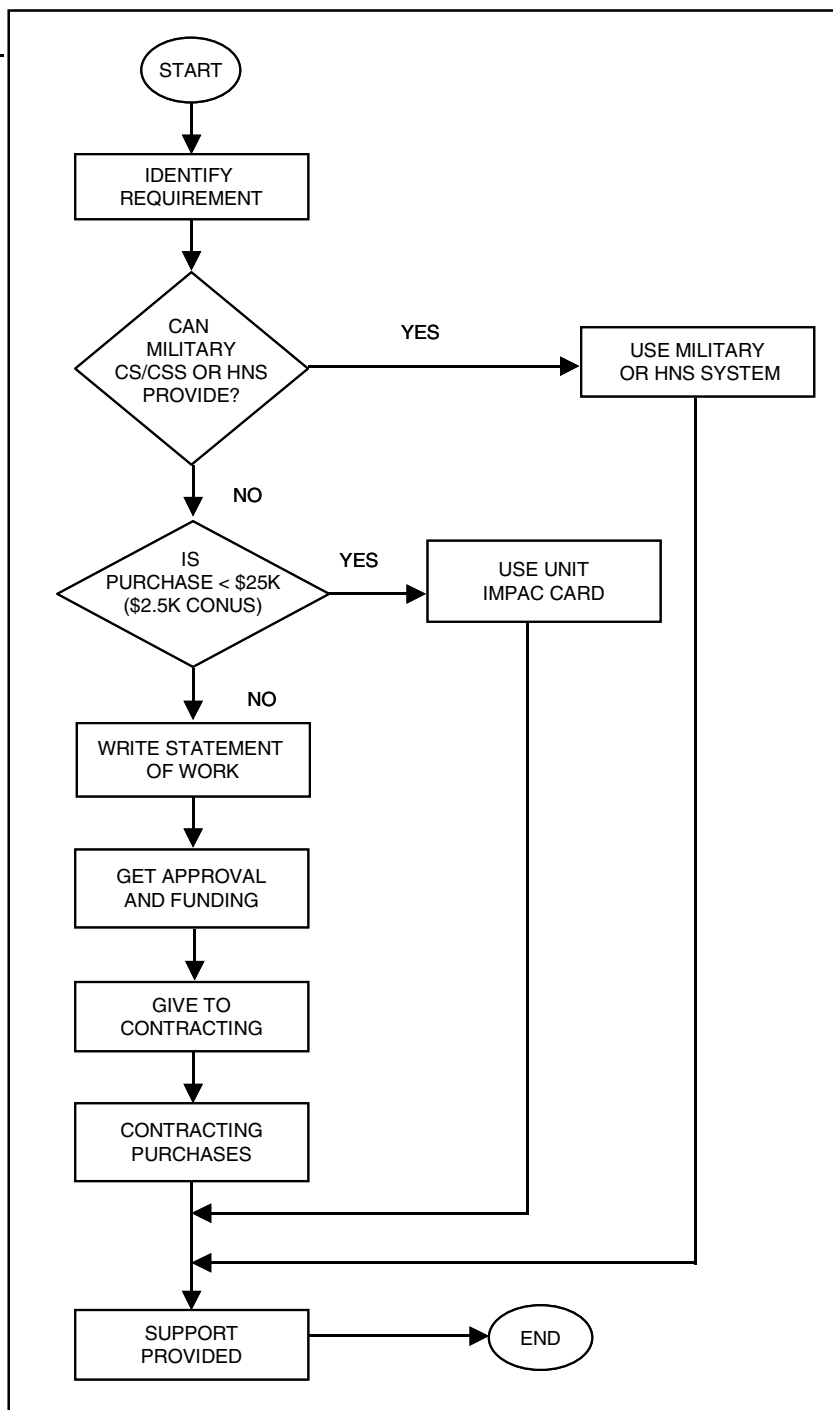 START
IDENTIFY
REQUIREMENT
CAN
MILITARY
CS/CSS OR HNS
PROVIDE?
YES
USE MILITARY
OR HNS SYSTEM
NO
IS
PURCHASE < $25K
($2.5K CONUS)
YES
USE UNIT
IMPAC CARD
NO
WRITE STATEMENT
OF WORK
GET APPROVAL
AND FUNDING
GIVE TO
CONTRACTING
CONTRACTING
PURCHASES
SUPPORT
PROVIDED
END